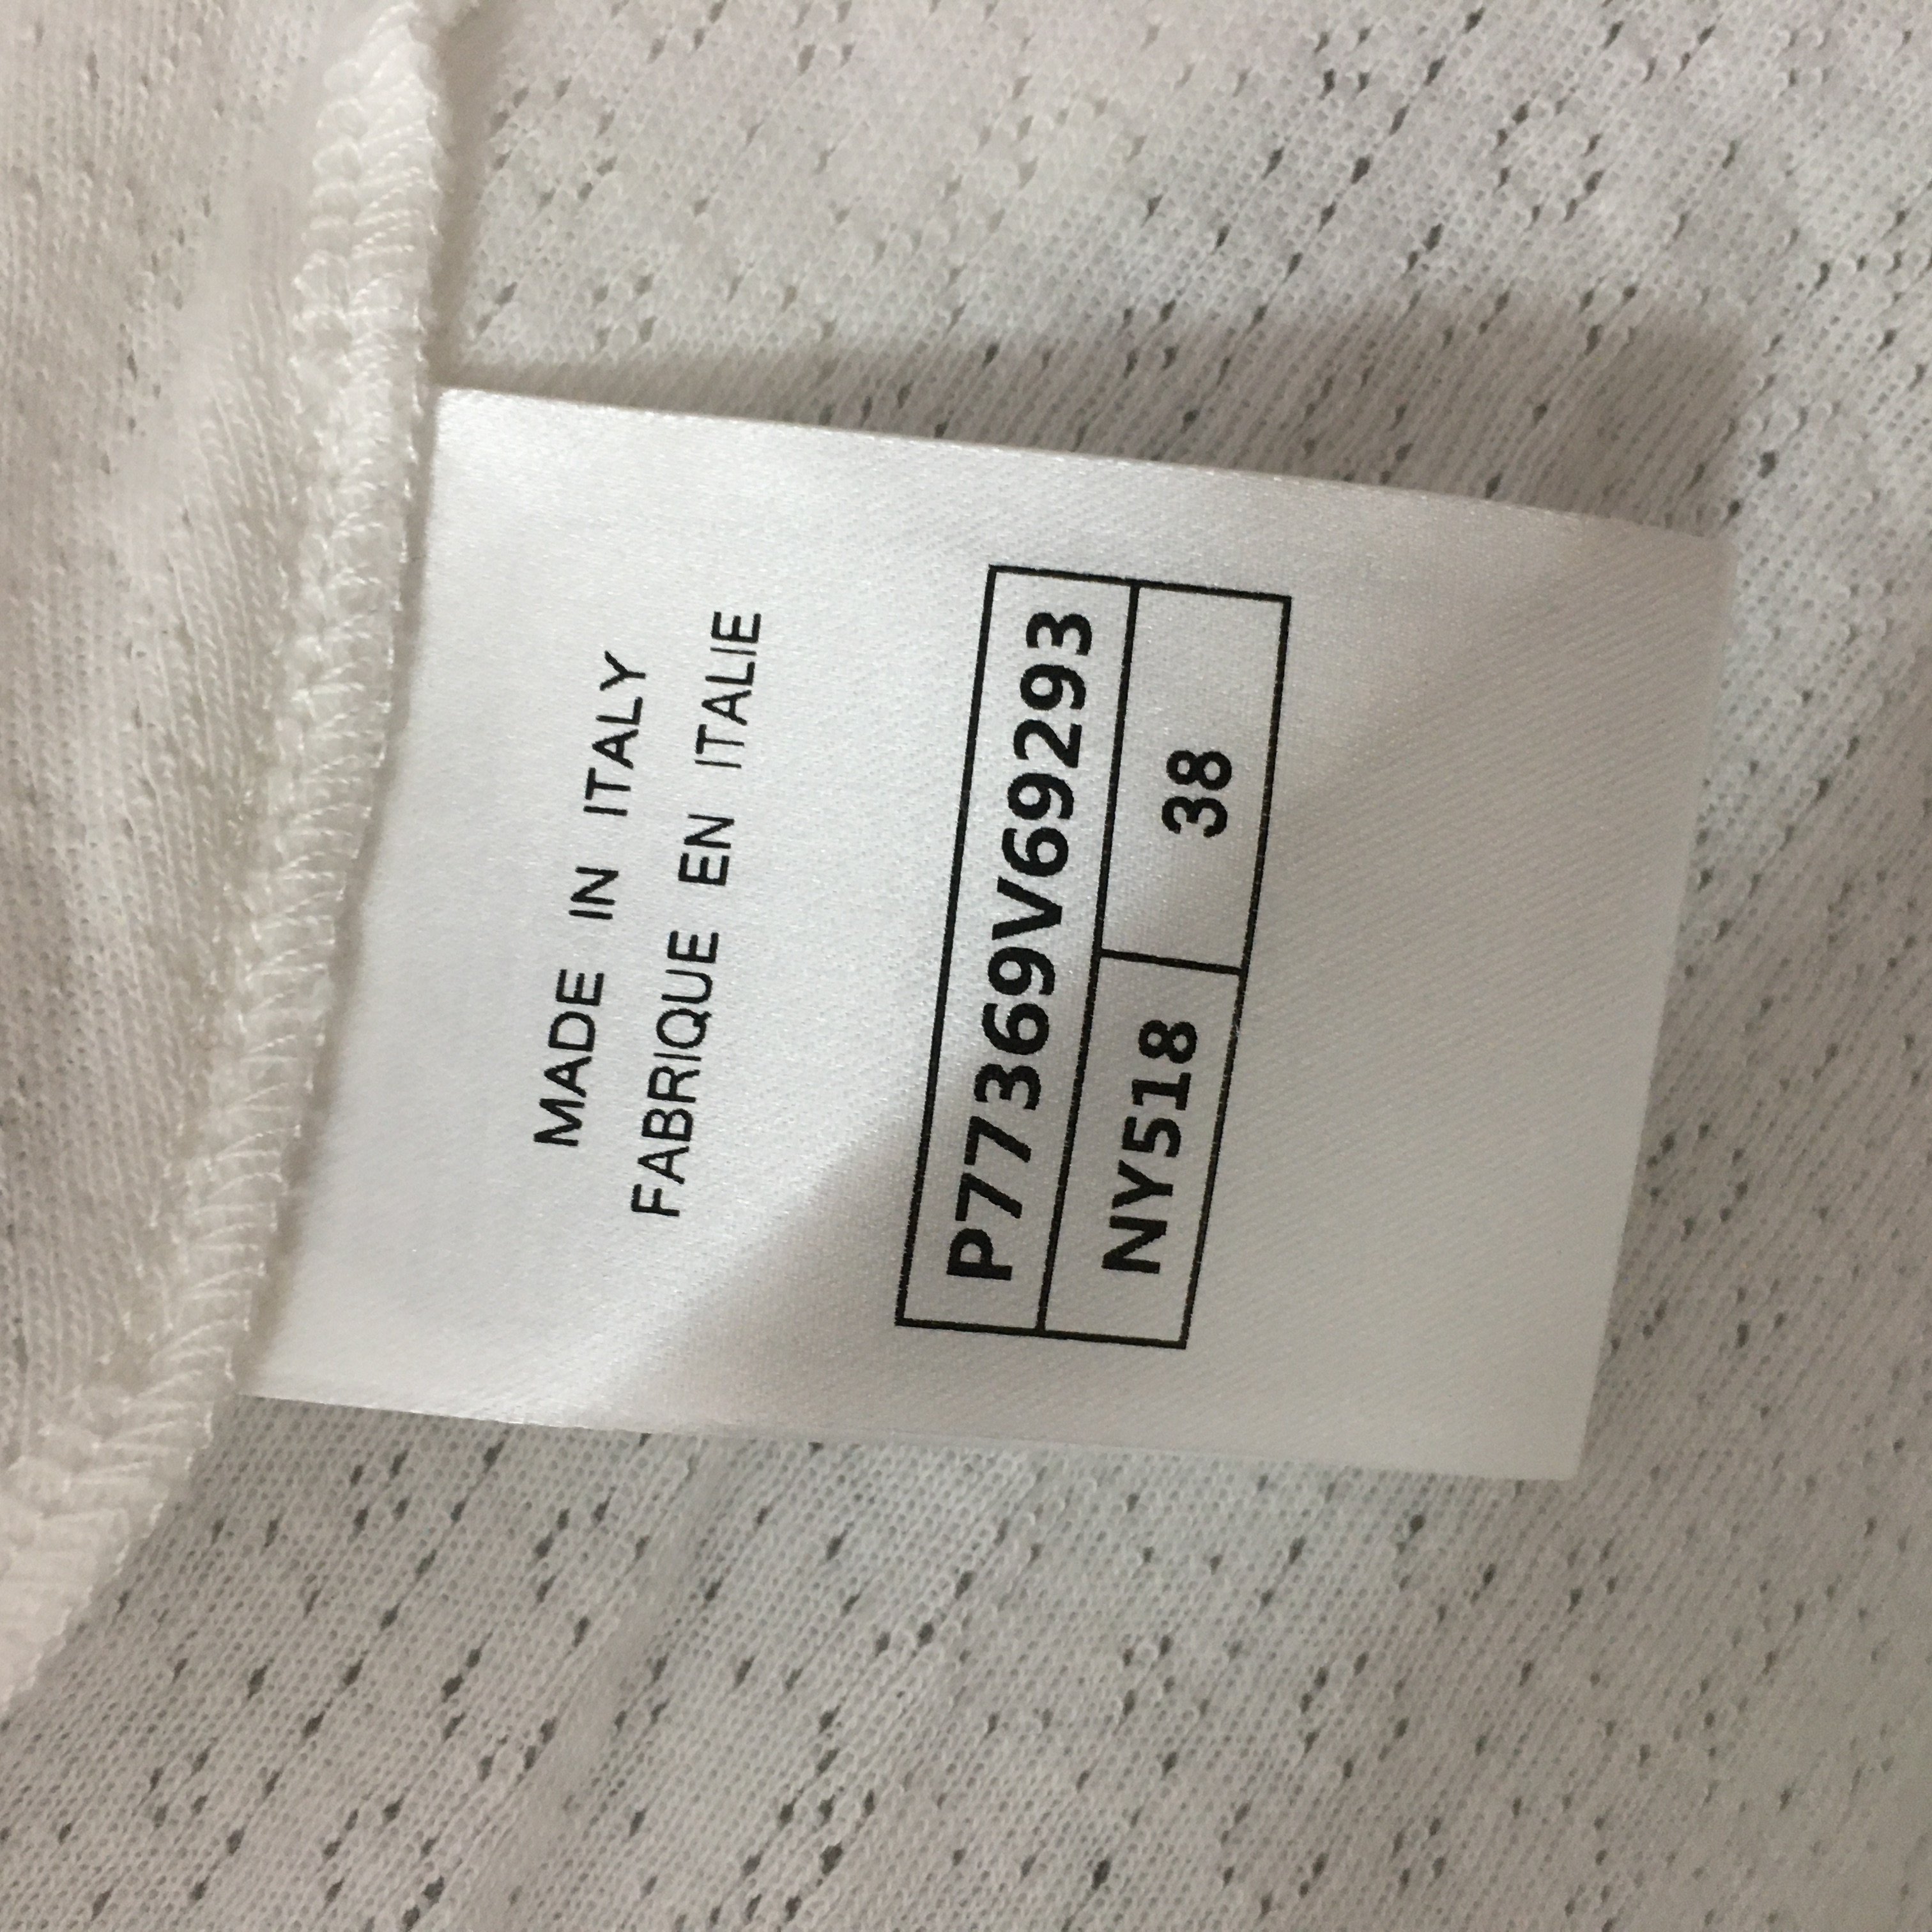 MADE IN ITALY
FABRIQUE EN ITALIE
P77369V69293
NY518 38